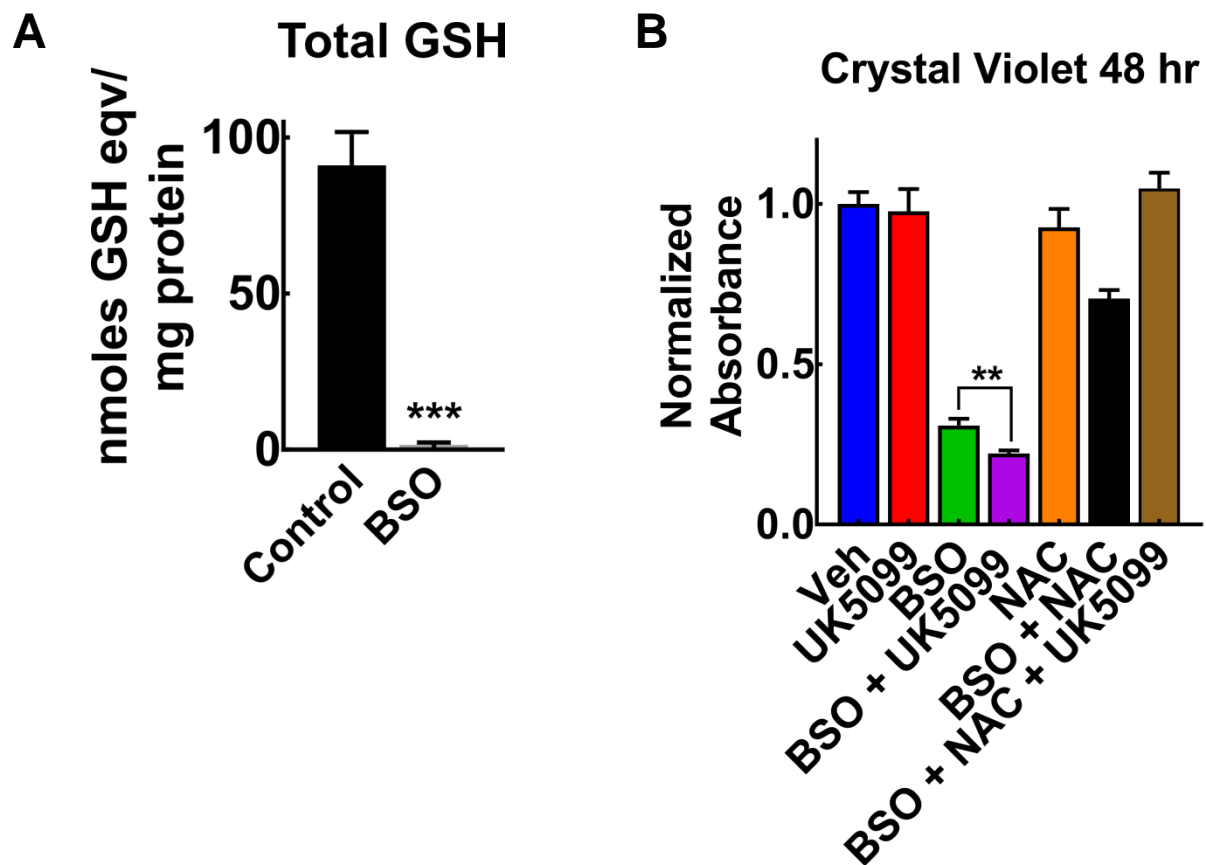 A
Total GSH
nmoles GSH eqv/
mg protein
100
50
0
***
Control
BSO
B
Crystal Violet 48 hr
Normalized
Absorbance
1.0
0.5
0.0
**
Veh
UK5099
BSO
BSO + UK5099
NAC
BSO + NAC
BSO + NAC + UK5099